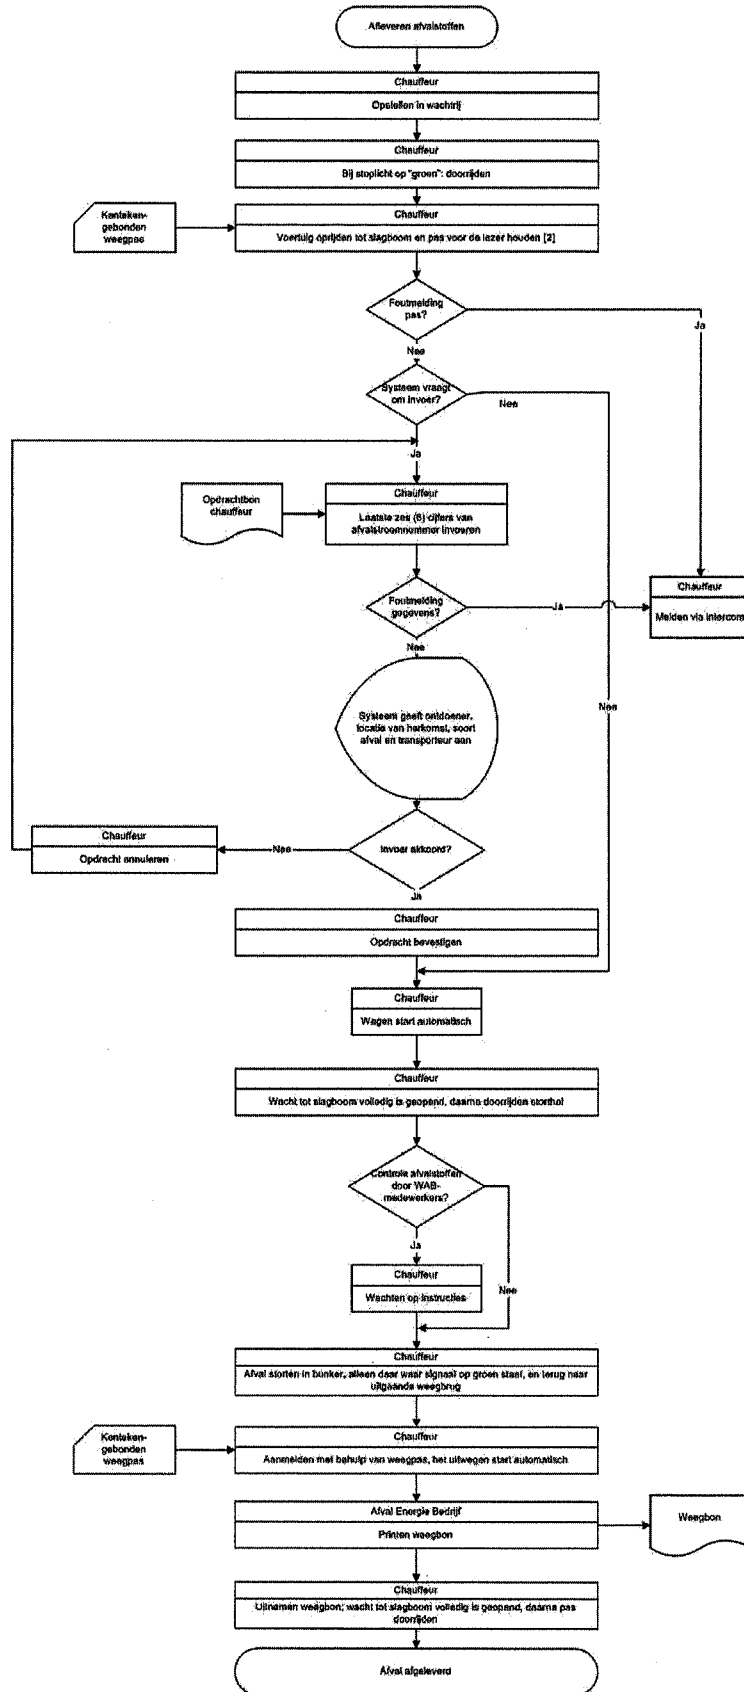 Afleveren afvalstoffen
Chauffeur
Opstellen in wachtrij
Chauffeur
Bij stoplicht op "groen": doorrijden
Kenteken-
gebonden
weegpas
Chauffeur
Voertuig oprijden tot slagboom en pas voor de lezer houden [2]
Foutmelding
pas?
Ja
Nee
Systeem vraagt
om invoer?
Nee
Ja
Opdrachtbon
chauffeur
Chauffeur
Laatste zes (6) cijfers van
afvalstroomnummer invoeren
Foutmelding
gegevens?
Ja
Chauffeur
Melden via intercom
Nee
Systeem geeft ontdoener,
locatie van herkomst, soort
afval en transporteur aan
Nee
Chauffeur
Opdracht annuleren
Nee
Invoer akkoord?
Ja
Chauffeur
Opdracht bevestigen
Chauffeur
Wegen start automatisch
Chauffeur
Wacht tot slagboom volledig is geopend, daarna doorrijden storthal
Controle afvalstoffen
door WAB-
medewerkers?
Ja
Chauffeur
Wachten op instructies
Nee
Chauffeur
Afval storten in bunker, alleen daar waar signaal op groen staat, en terug naar
uitgaande weegbrug
Kenteken-
gebonden
weegpas
Chauffeur
Aanmelden met behulp van weegpas, het uitwegen start automatisch
Afval Energie Bedrijf
Printen weegbon
Weegbon
Chauffeur
Uitnemen weegbon; wacht tot slagboom volledig is geopend, daarna pas
doorrijden
Afval afgeleverd